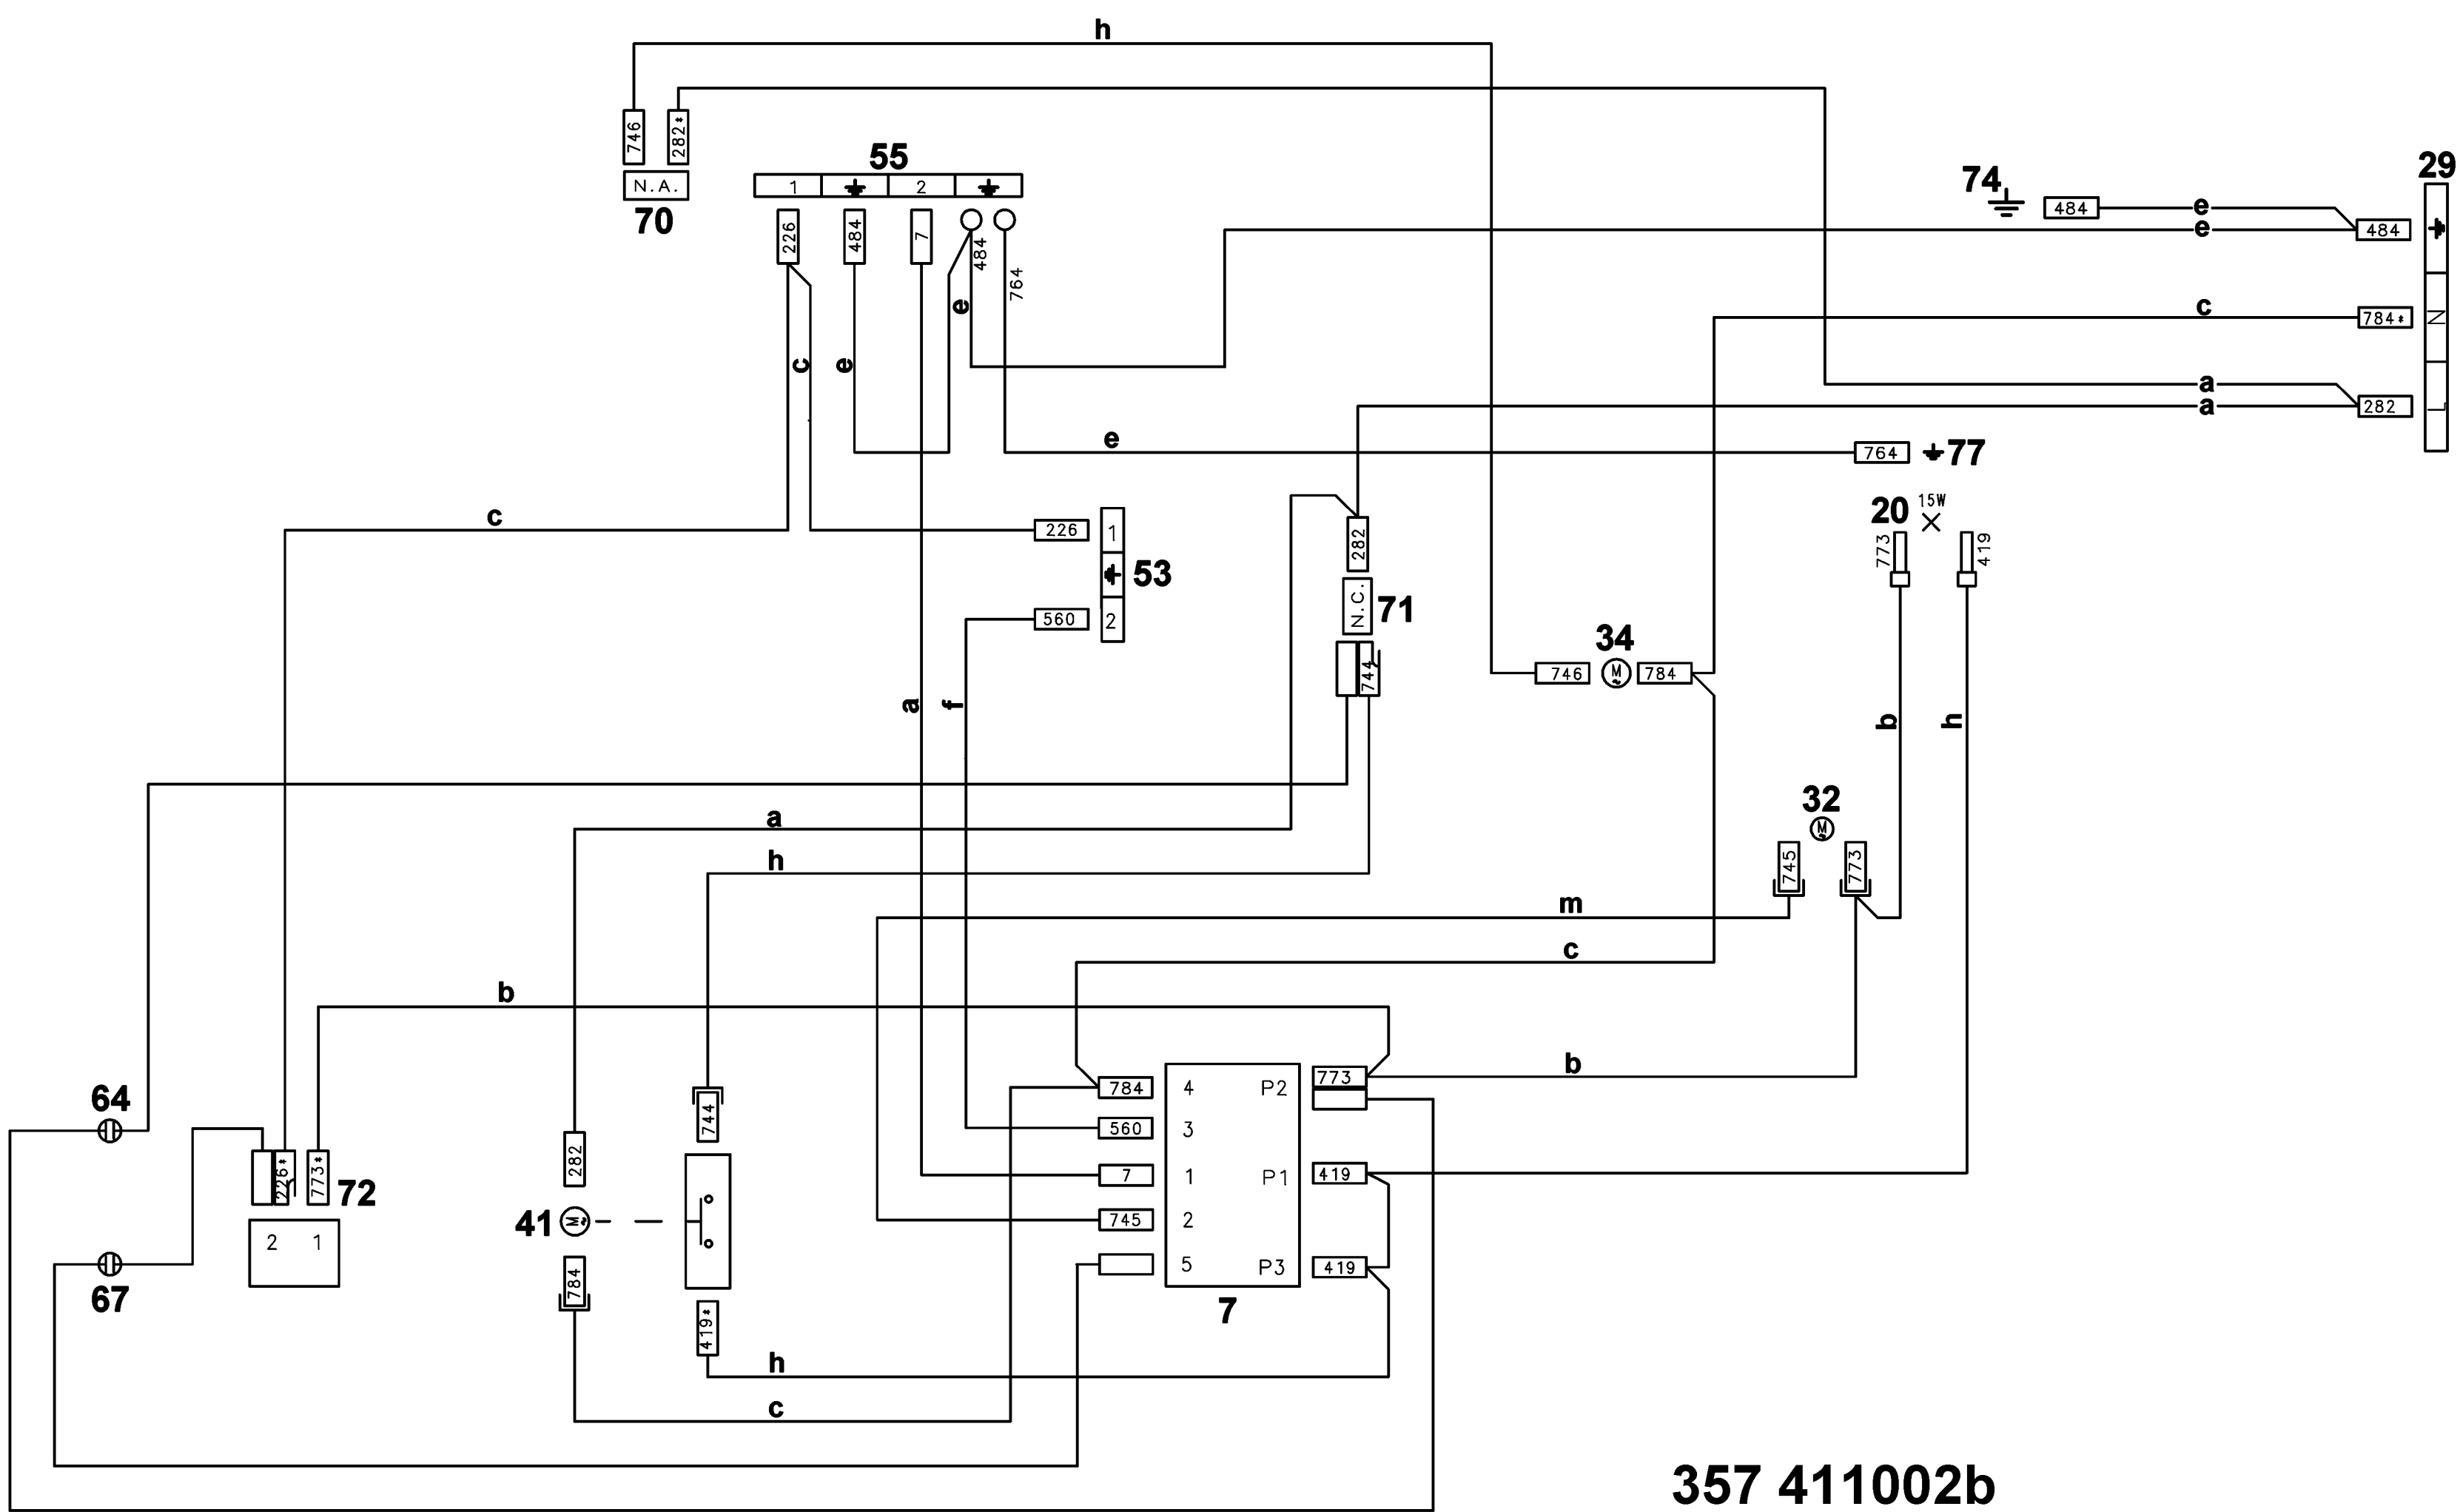 h
746
282*
N.A.
70
55
1
2
226
484
7
484
764
74
484
e
e
484
29
784*
N
c
282
L
a
a
c
e
e
e
764
77
20
15W
773
419
c
226
1
53
560
2
282
N.C.
71
744
34
746
M
784
a
f
b
h
32
M
745
773
a
h
m
c
b
64
67
226*
773*
72
2
1
744
282
41
M
784
419*
784
4
P2
773
b
560
3
7
1
P1
419
745
2
5
P3
419
7
h
c
357 411002b